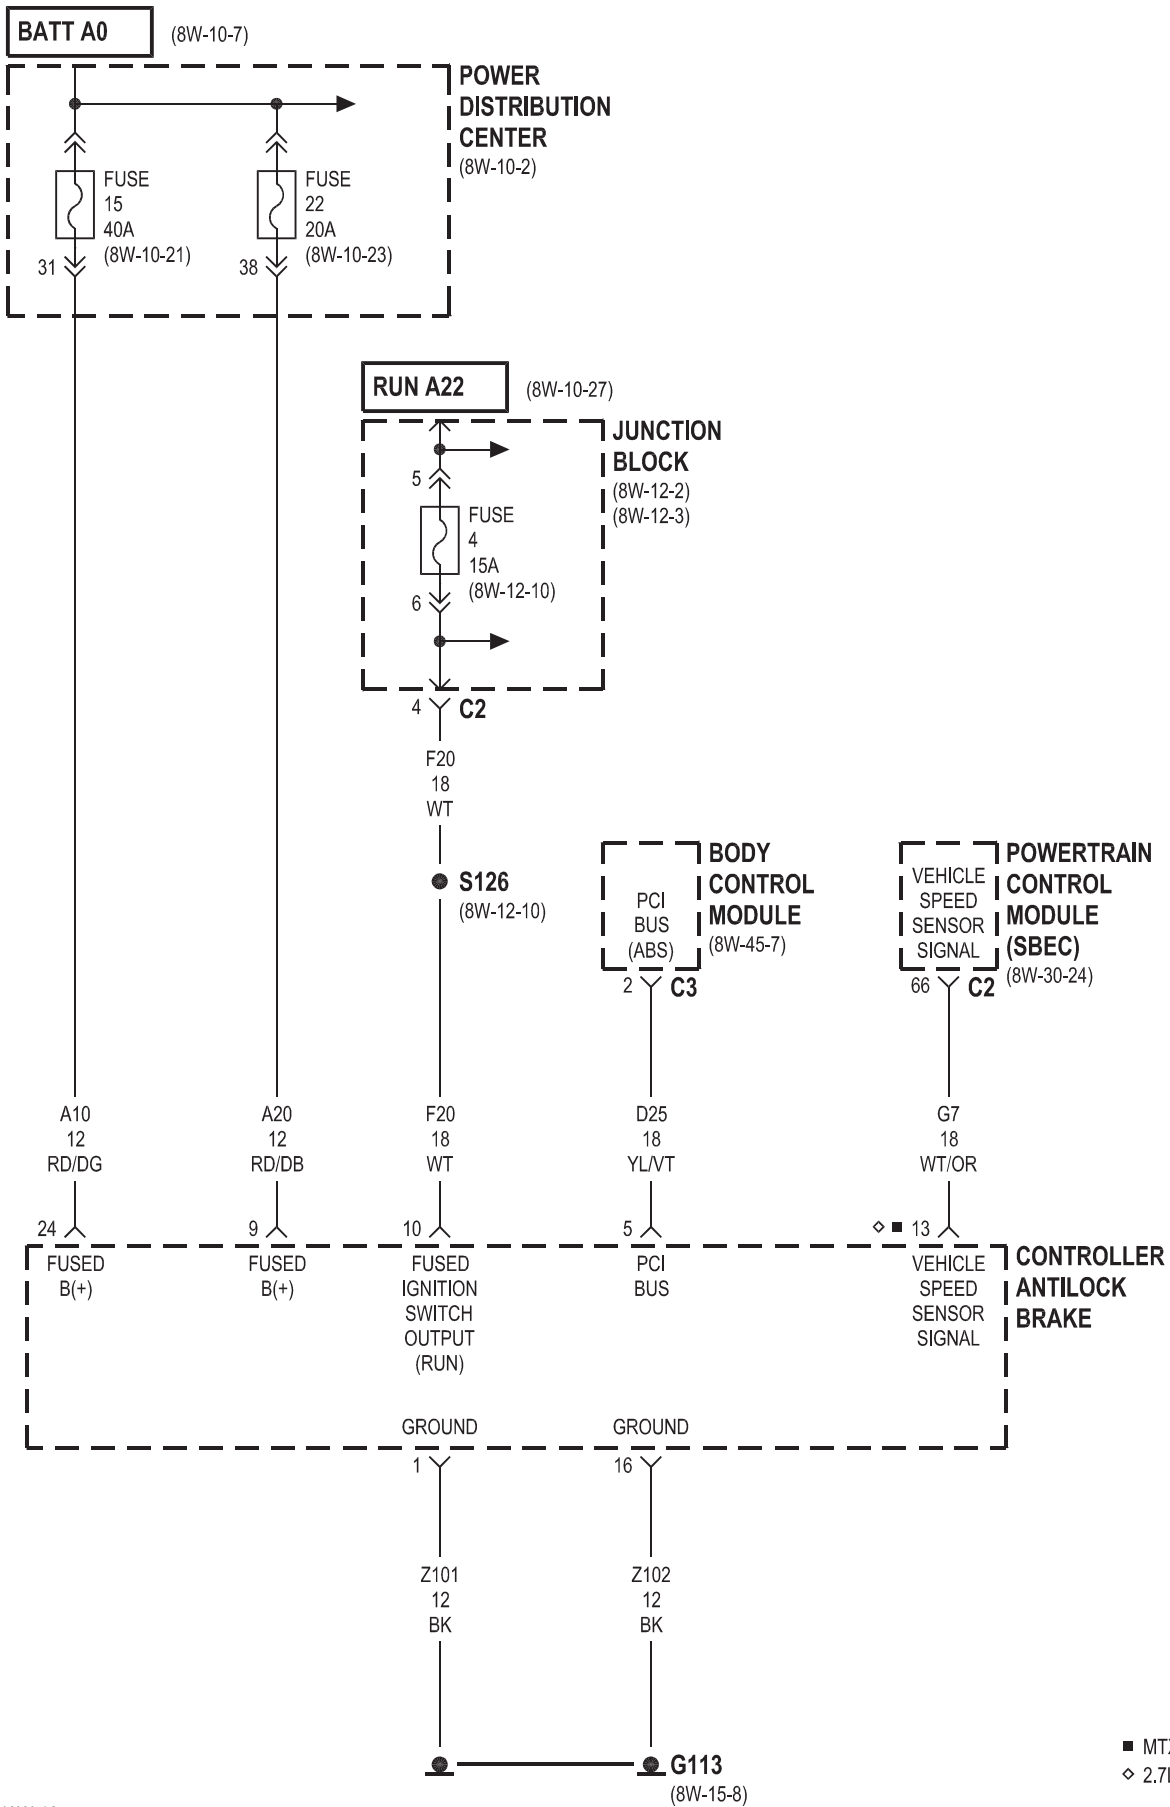 BATT A0
(8W-10-7)
POWER
DISTRIBUTION
CENTER
(8W-10-2)
FUSE
15
40A
(8W-10-21)
31
FUSE
22
20A
(8W-10-23)
38
RUN A22
(8W-10-27)
JUNCTION
BLOCK
(8W-12-2)
(8W-12-3)
5
FUSE
4
15A
(8W-12-10)
6
4
C2
F20
18
WT
S126
(8W-12-10)
PCI
BUS
(ABS)
BODY
CONTROL
MODULE
(8W-45-7)
2
C3
VEHICLE
SPEED
SENSOR
SIGNAL
POWERTRAIN
CONTROL
MODULE
(SBEC)
(8W-30-24)
66
C2
A10
12
RD/DG
A20
12
RD/DB
F20
18
WT
D25
18
YL/VT
G7
18
WT/OR
24
9
10
5
◇ ■ 13
FUSED
B(+)
FUSED
B(+)
FUSED
IGNITION
SWITCH
OUTPUT
(RUN)
PCI
BUS
VEHICLE
SPEED
SENSOR
SIGNAL
CONTROLLER
ANTILOCK
BRAKE
GROUND
GROUND
1
16
Z101
12
BK
Z102
12
BK
G113
(8W-15-8)
■ MT
◇ 2.7